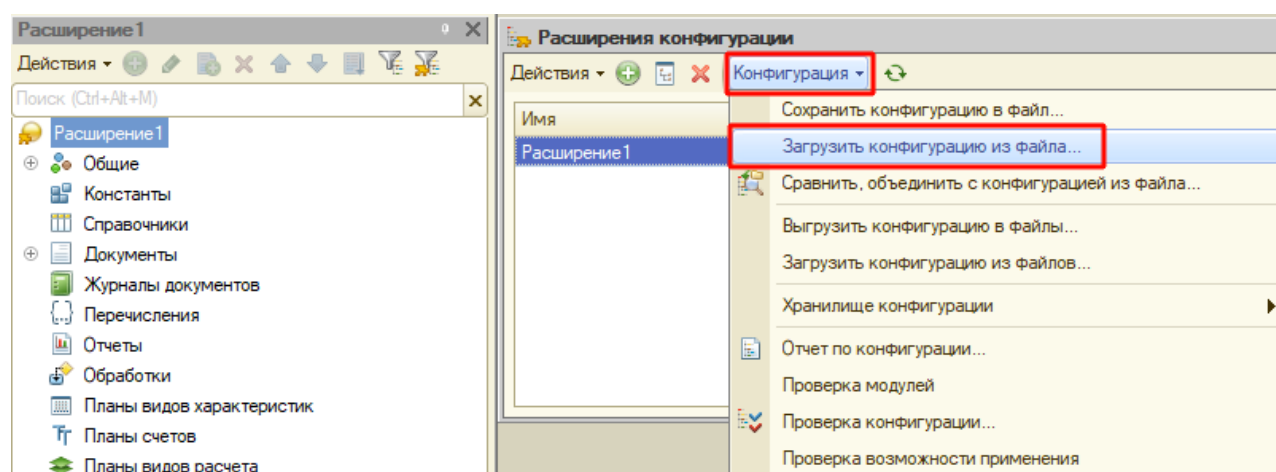 Расширение1
Действия
Поиск (Ctrl+Alt+M)
Расширение1
Общие
Константы
Справочники
Документы
Журналы документов
Перечисления
Отчеты
Обработки
Планы видов характеристик
Планы счетов
Планы видов расчета
Расширения конфигурации
Действия
Конфигурация
Имя
Расширение1
Сохранить конфигурацию в файл...
Загрузить конфигурацию из файла...
Сравнить, объединить с конфигурацией из файла...
Выгрузить конфигурацию в файлы...
Загрузить конфигурацию из файлов...
Хранилище конфигурации
Отчет по конфигурации...
Проверка модулей
Проверка конфигурации...
Проверка возможности применения